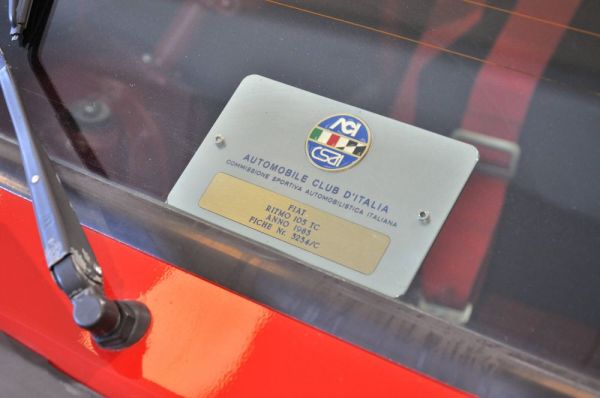 ACI
CSAI
AUTOMOBILE CLUB D'ITALIA
COMMISSIONE SPORTIVA AUTOMOBILISTICA ITALIANA
FIAT
RITMO 105 TC
ANNO 1983
FICHE Nr. 5254/C